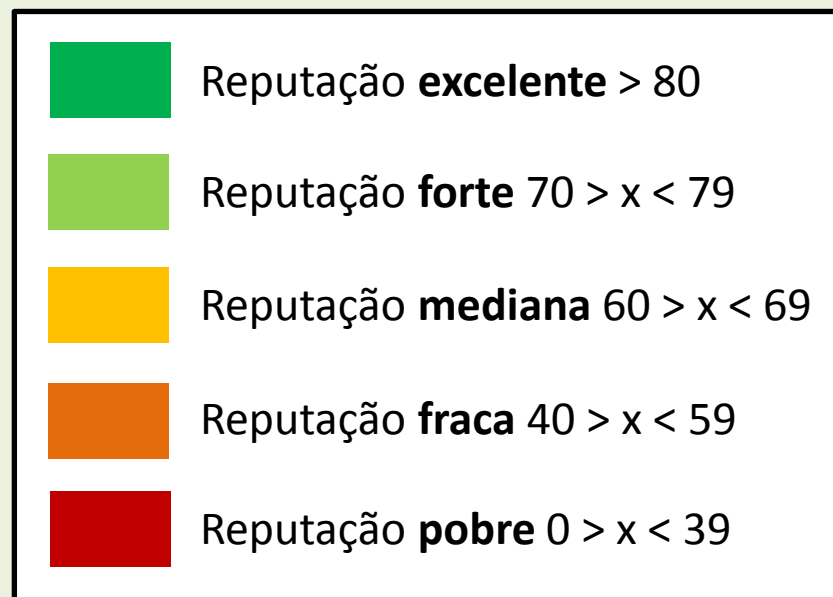 Reputação excelente > 80
Reputação forte 70 > x < 79
Reputação mediana 60 > x < 69
Reputação fraca 40 > x < 59
Reputação pobre 0 > x < 39